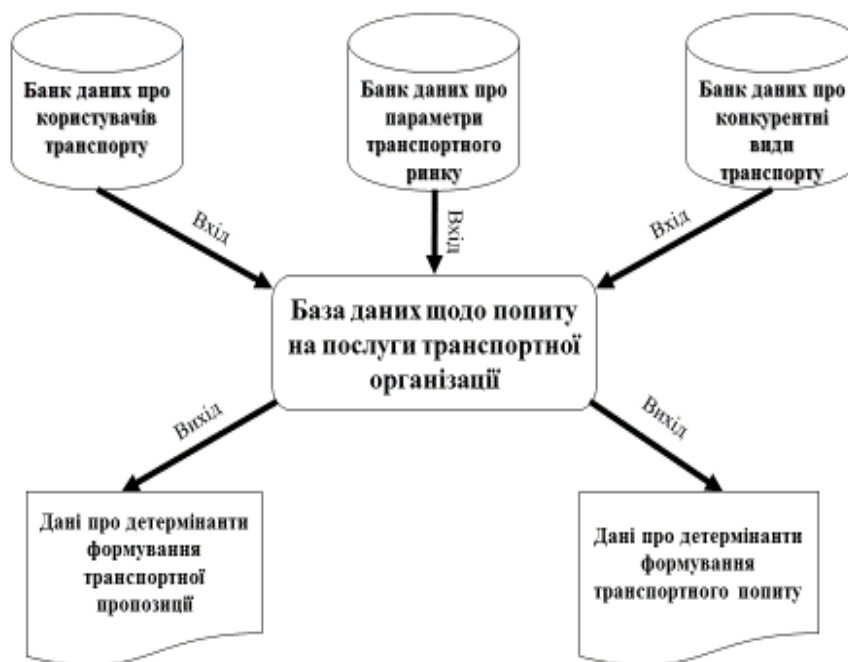 Банк даних про
користувачів
транспорту
Банк даних про
параметри
транспортного
ринку
Банк даних про
конкурентні
види
транспорту
Вхід
Вхід
Вхід
База даних щодо попиту
на послуги транспортної
організації
Вихід
Вихід
Дані про детермінанти
формування
транспортної
пропозиції
Дані про детермінанти
формування
транспортного попиту